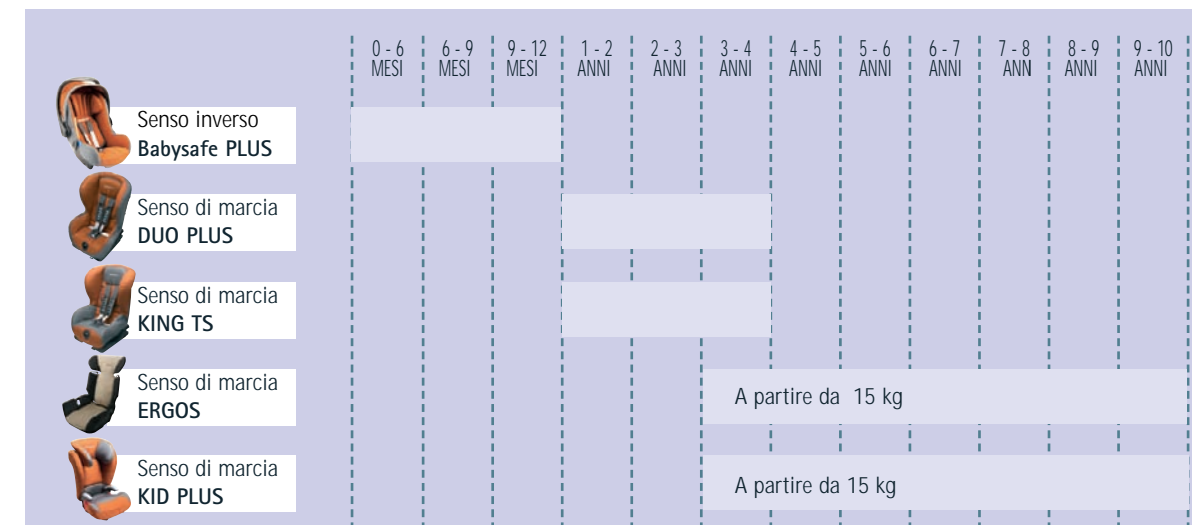 0 - 6 6 - 9 9 - 12 1 - 2 2 - 3 3 - 4 4 - 5 5 - 6 6 - 7 7 - 8 8 - 9 9 - 10
MESI MESI MESI ANNI ANNI ANNI ANNI ANNI ANNI ANN ANNI ANNI
Senso inverso
Babysafe PLUS
Senso di marcia
DUO PLUS
Senso di marcia
KING TS
Senso di marcia
ERGOS
A partire da 15 kg
Senso di marcia
KID PLUS
A partire da 15 kg